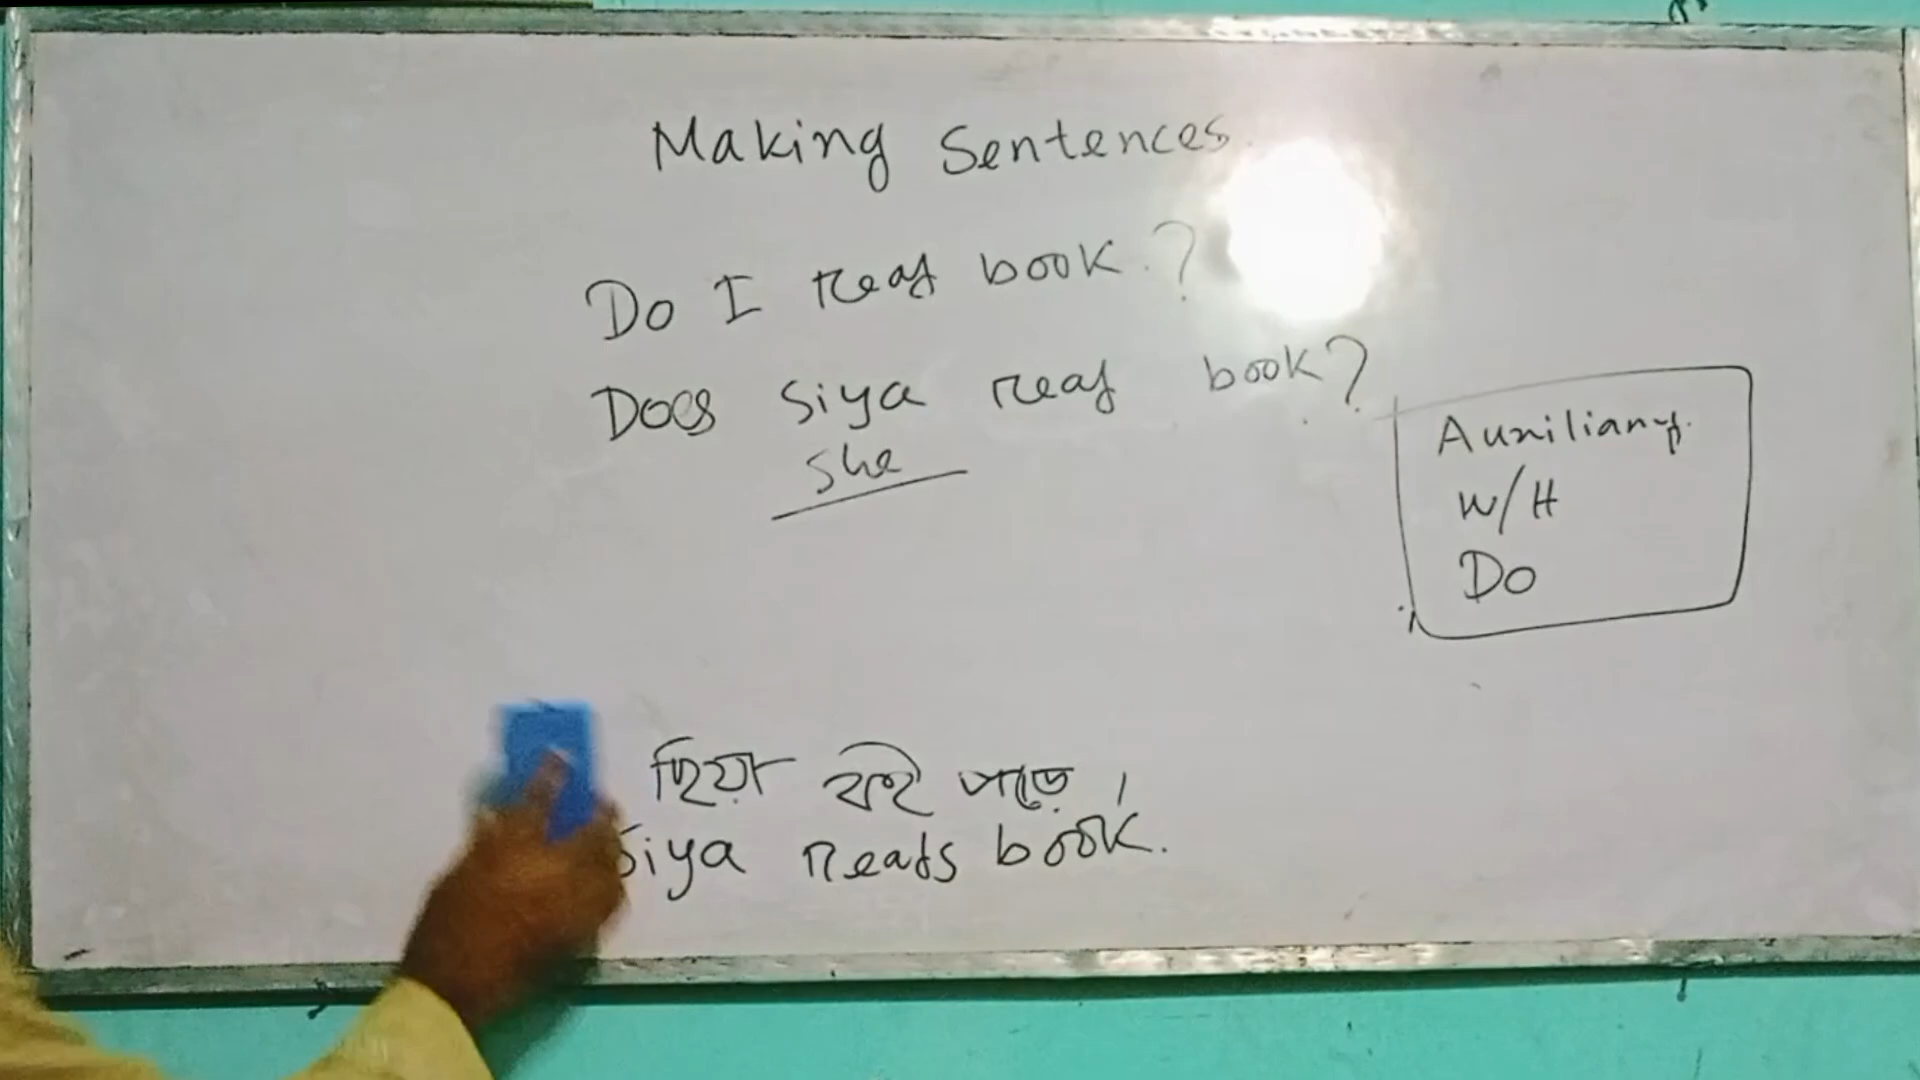 Making Sentences
Do I read book?
Does Siya read book?
She
Auxiliary
W/H
Do
ছিয়া বই পড়ে।
Siya reads book.